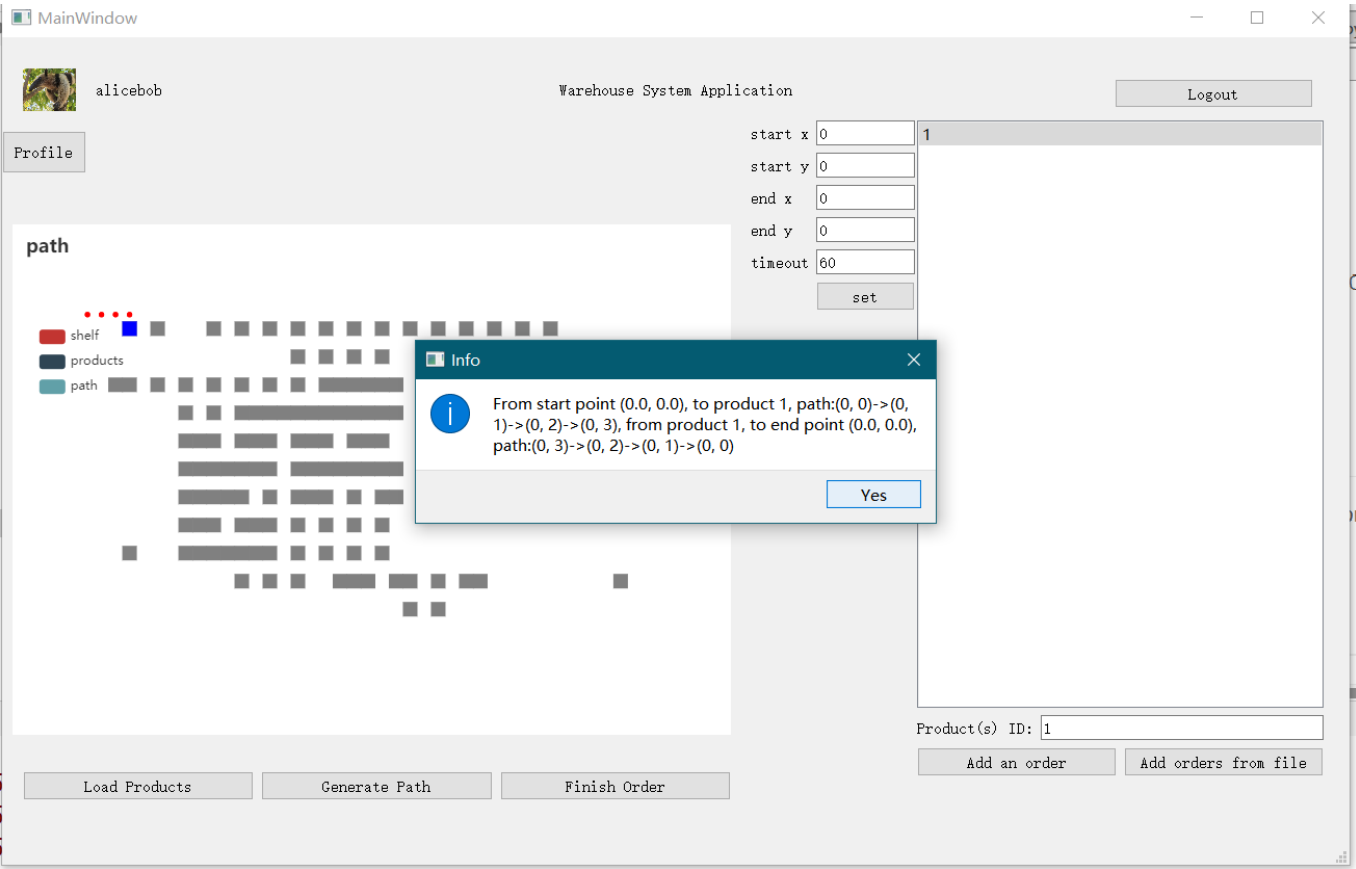 MainWindow
alicebob
Warehouse System Application
Logout
Profile
start x 0
start y 0
end x 0
end y 0
timeout 60
set
1
path
shelf
products
path
Info
From start point (0.0, 0.0), to product 1, path:(0, 0)->(0,
1)->(0, 2)->(0, 3), from product 1, to end point (0.0, 0.0),
path:(0, 3)->(0, 2)->(0, 1)->(0, 0)
Yes
Product(s) ID: 1
Add an order
Add orders from file
Load Products
Generate Path
Finish Order